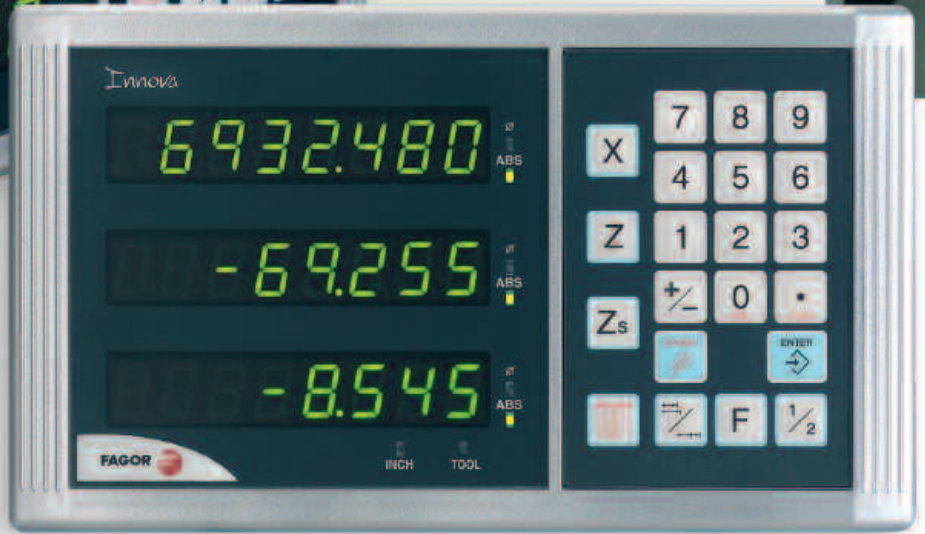 Innova
6932.480
ø
ABS
-69.255
ø
ABS
-8.545
ø
ABS
FAGOR
INCH
TOOL
X
7 8 9
4 5 6
Z
1 2 3
+/-
0
.
Zs
ENTER
F
1/2